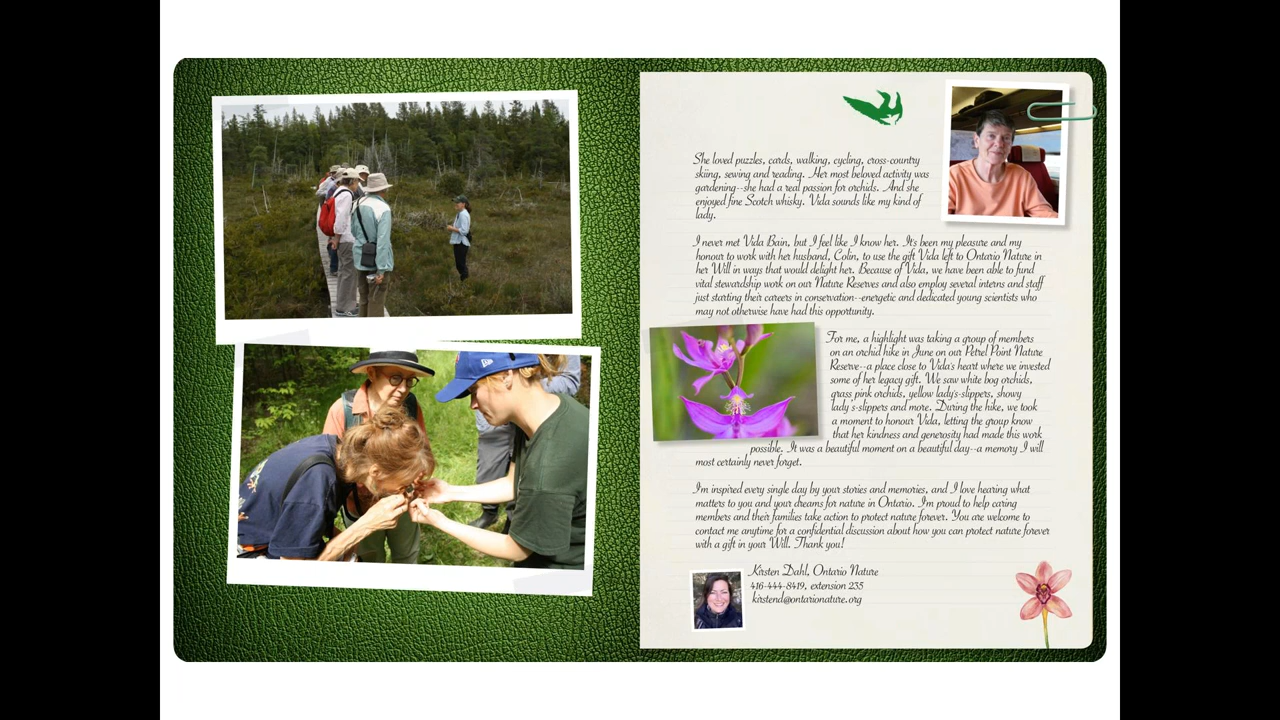 She loved puzzles, cards, walking, cycling, cross-country
skiing, sewing and reading. Her most beloved activity was
gardening--she had a real passion for orchids. And she
enjoyed fine Scotch whisky. Vida sounds like my kind of
lady.
I never met Vida Bain, but I feel like I know her. It's been my pleasure and my
honour to work with her husband, Colin, to use the gift Vida left to Ontario Nature in
her Will in ways that would delight her. Because of Vida, we have been able to fund
vital stewardship work on our Nature Reserves and also employ several interns and staff
just starting their careers in conservation--energetic and dedicated young scientists who
may not otherwise have had this opportunity.
For me, a highlight was taking a group of members
on an orchid hike in June on our Petrel Point Nature
Reserve--a place close to Vida's heart where we invested
some of her legacy gift. We saw white bog orchids,
grass pink orchids, yellow lady's-slippers, showy
lady's-slippers and more. During the hike, we took
a moment to honour Vida, letting the group know
that her kindness and generosity had made this work
possible. It was a beautiful moment on a beautiful day--a memory I will
most certainly never forget.
I'm inspired every single day by your stories and memories, and I love hearing what
matters to you and your dreams for nature in Ontario. I'm proud to help caring
members and their families take action to protect nature forever. You are welcome to
contact me anytime for a confidential discussion about how you can protect nature forever
with a gift in your Will. Thank you!
Kirsten Dahl, Ontario Nature
416-444-8419, extension 235
kirstend@ontarionature.org